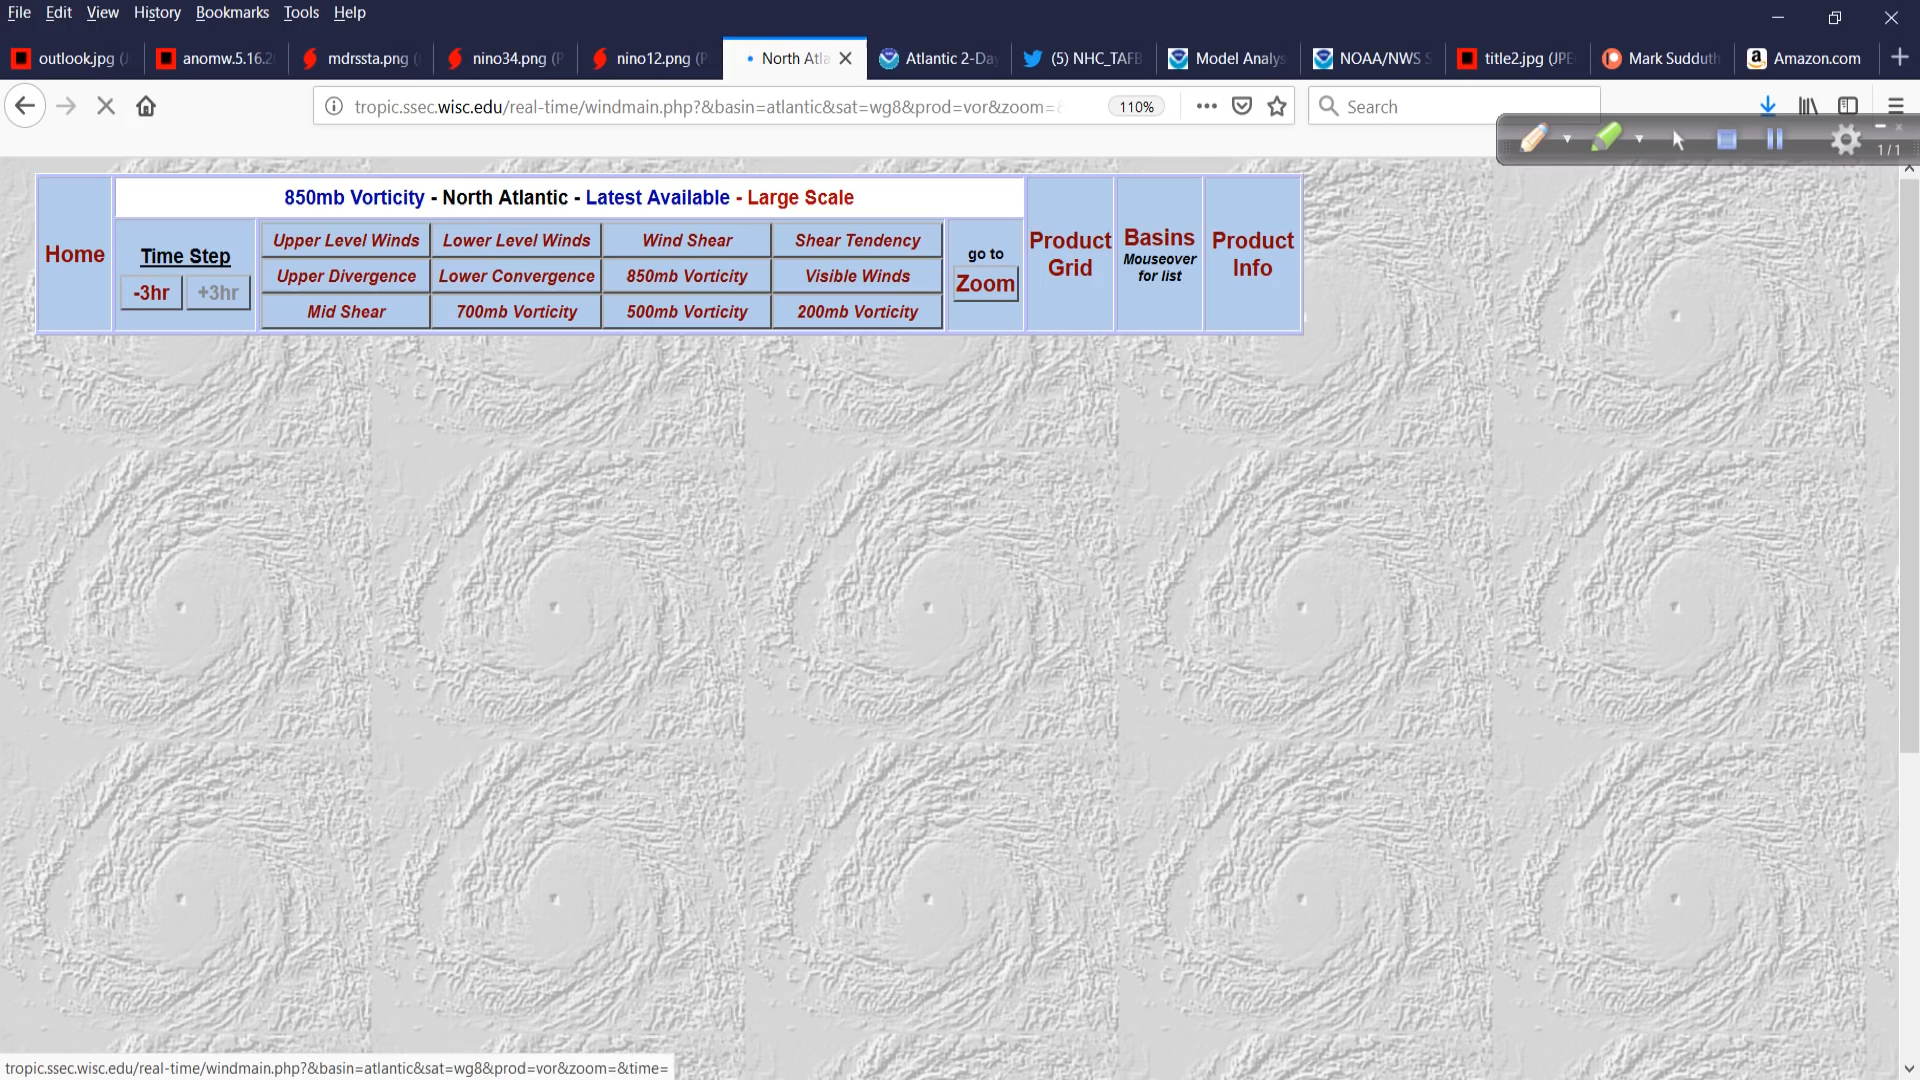 File Edit View History Bookmarks Tools Help
outlook.jpg (J anomw.5.16.2 mdrssta.png ( nino34.png (P nino12.png (P North Atla Atlantic 2-Day (5) NHC_TAFB Model Analys NOAA/NWS S title2.jpg (JPE Mark Sudduth Amazon.com
tropic.ssec.wisc.edu/real-time/windmain.php?&basin=atlantic&sat=wg8&prod=vor&zoom=& 110% Search
1/1
850mb Vorticity - North Atlantic - Latest Available - Large Scale
Home
Time Step
-3hr +3hr
Upper Level Winds Lower Level Winds Wind Shear Shear Tendency
Upper Divergence Lower Convergence 850mb Vorticity Visible Winds
Mid Shear 700mb Vorticity 500mb Vorticity 200mb Vorticity
go to
Zoom
Product
Grid
Basins
Mouseover
for list
Product
Info
tropic.ssec.wisc.edu/real-time/windmain.php?&basin=atlantic&sat=wg8&prod=vor&zoom=&time=